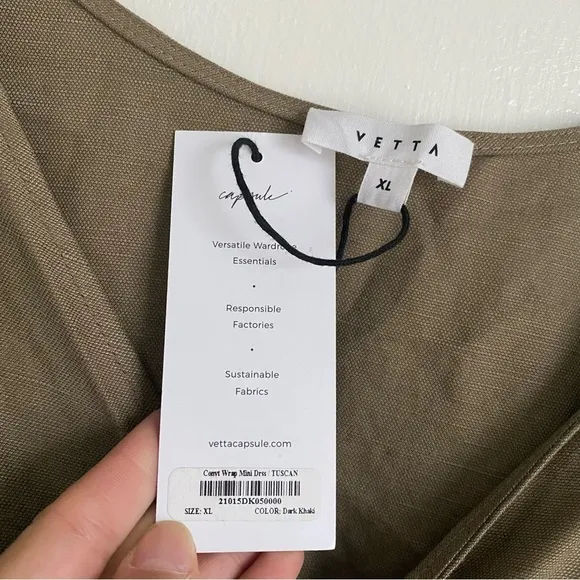 VETTA
XL
capsule.
Versatile Wardrobe
Essentials
•
Responsible
Factories
•
Sustainable
Fabrics
vettacapsule.com
Convt Wrap Mini Drss / TUSCAN
21015DK050000
SIZE: XL COLOR: Dark Khaki